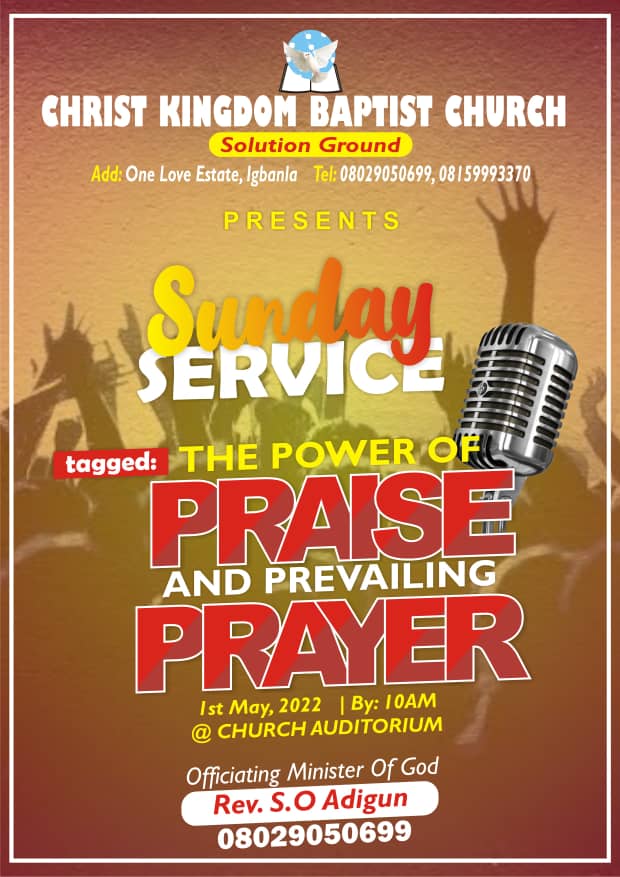 CHRIST KINGDOM BAPTIST CHURCH
Solution Ground
Add: One Love Estate, Igbanla Tel: 08029050699, 08159993370
PRESENTS
Sunday
SERVICE
tagged: THE POWER OF
PRAISE
AND PREVAILING
PRAYER
1st May, 2022 | By: 10AM
@ CHURCH AUDITORIUM
Officiating Minister Of God
Rev. S.O Adigun
08029050699